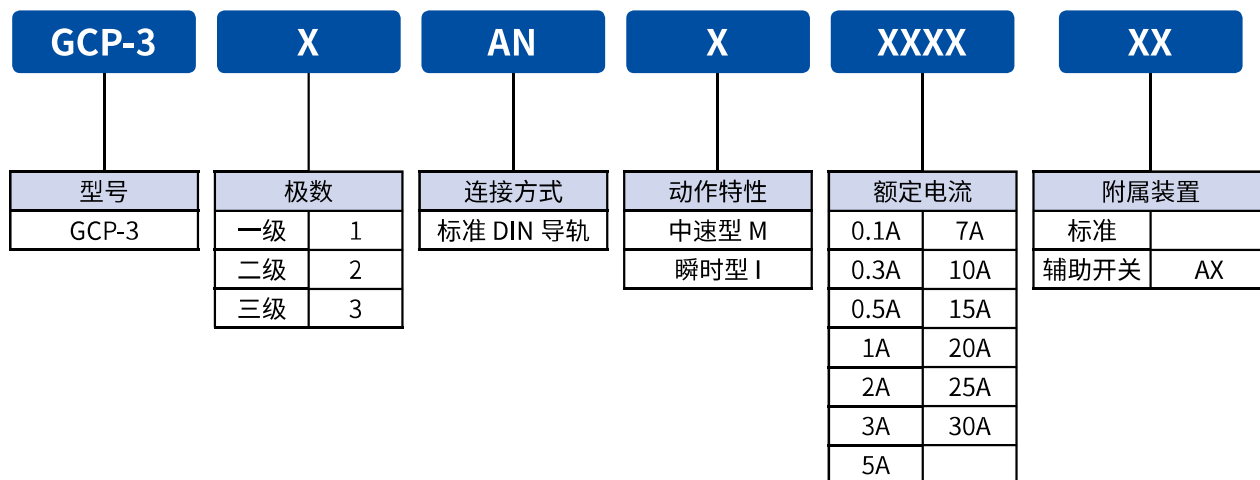 GCP-3 X AN X XXXX XX
型号 极数 连接方式 动作特性 额定电流 附属装置
GCP-3 一级 1 标准 DIN 导轨 中速型 M 0.1A 7A 标准
二级 2 瞬时型 I 0.3A 10A 辅助开关 AX
三级 3 0.5A 15A
1A 20A
2A 25A
3A 30A
5A